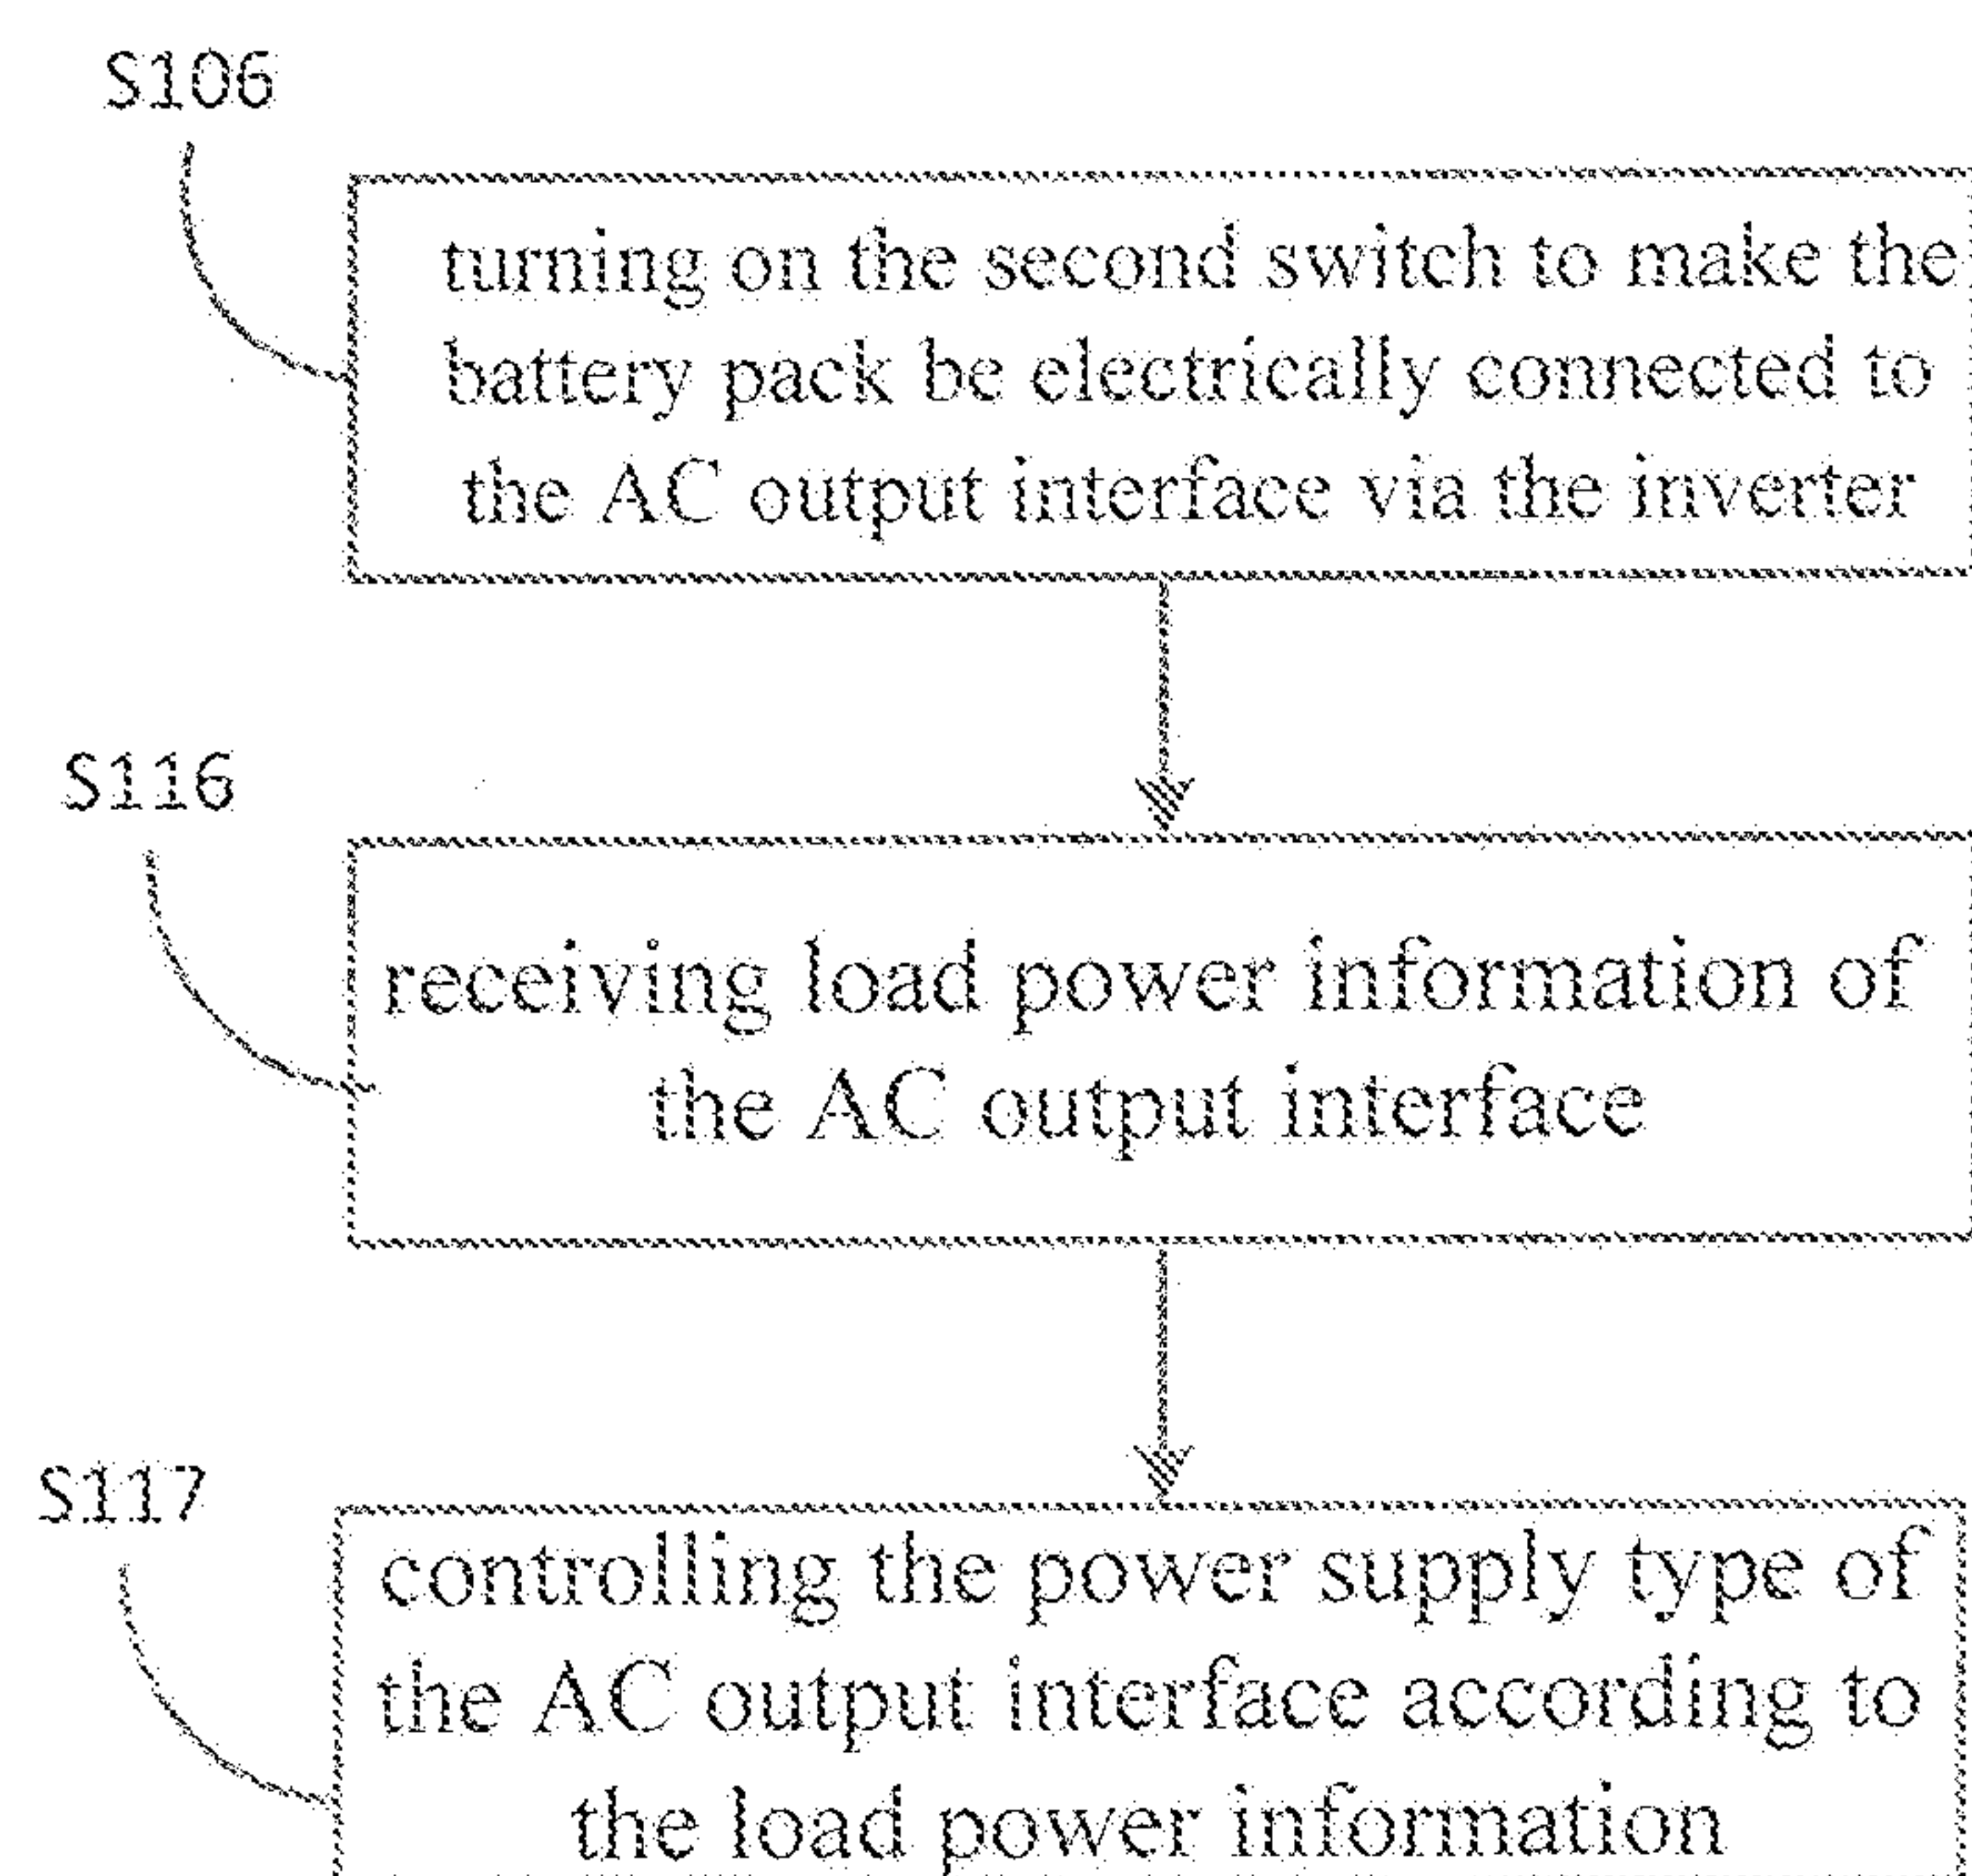 S106
turning on the second switch to make the
battery pack be electrically connected to
the AC output interface via the inverter
S116
receiving load power information of
the AC output interface
S117
controlling the power supply type of
the AC output interface according to
the load power information